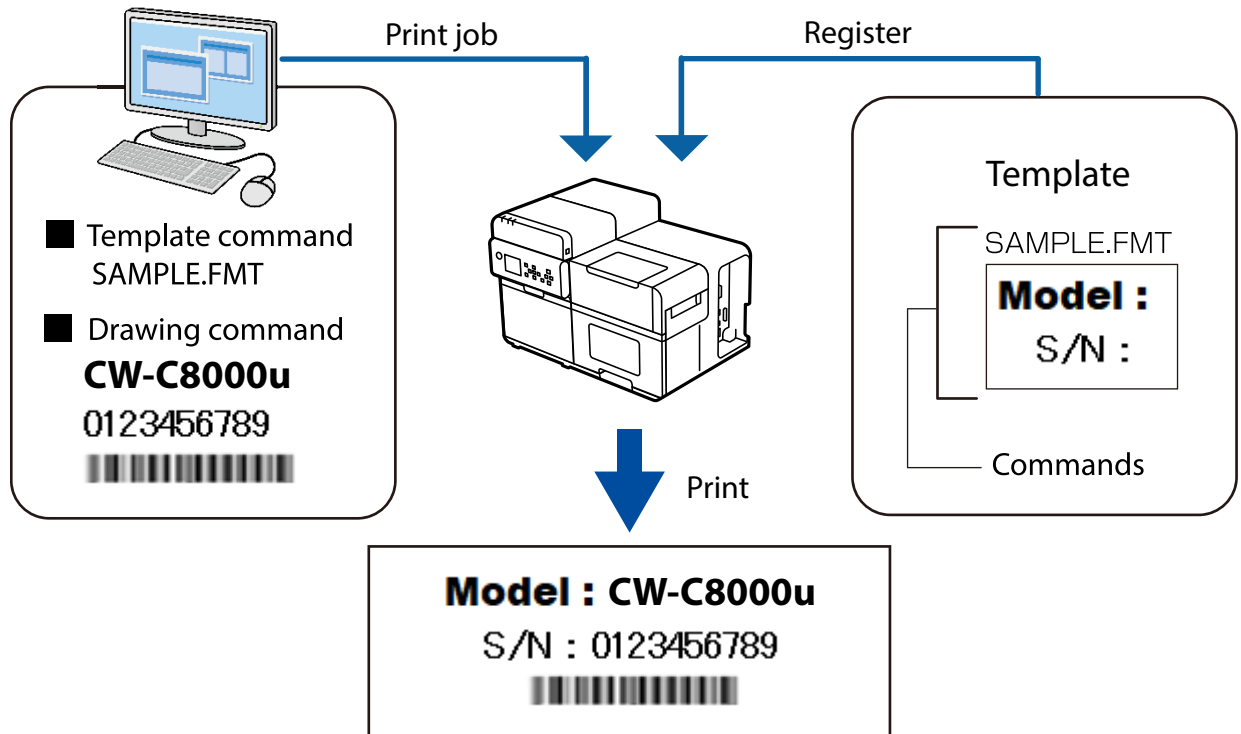 Print job
Register
Template command
SAMPLE.FMT
Drawing command
CW-C8000u
0123456789
Template
SAMPLE.FMT
Model :
S/N :
Commands
Print
Model : CW-C8000u
S/N : 0123456789